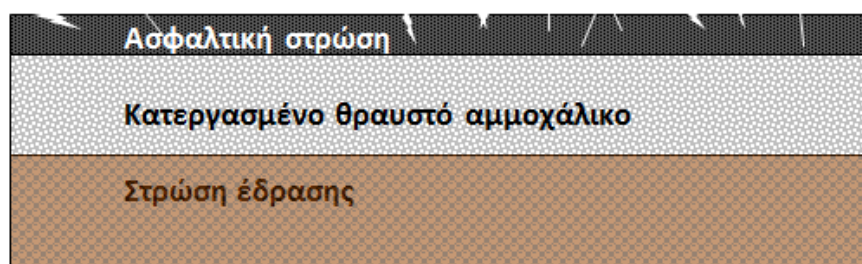 Ασφαλτική στρώση
Κατεργασμένο θραυστό αμμοχάλικο
Στρώση έδρασης